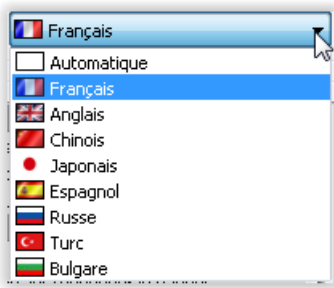 Français
Automatique
Français
Anglais
Chinois
Japonais
Espagnol
Russe
Turc
Bulgare